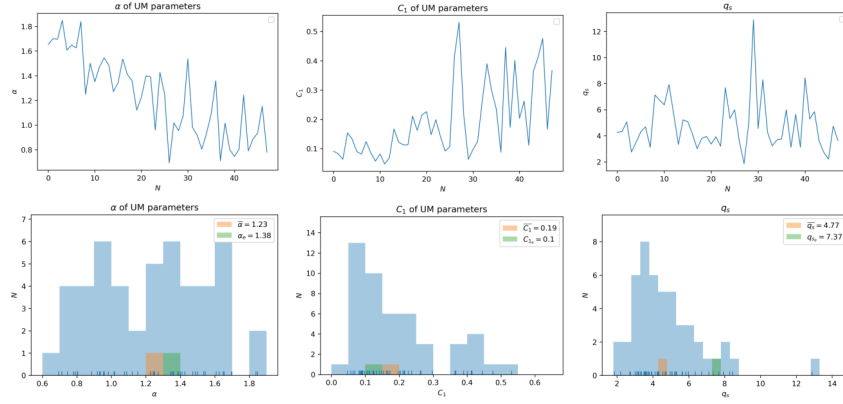 α of UM parameters
C₁ of UM parameters
qₛ
α
1.8
1.6
1.4
1.2
1.0
0.8
0 10 20 30 40
N
C₁
0.5
0.4
0.3
0.2
0.1
0 10 20 30 40
N
qₛ
12
10
8
6
4
2
0 10 20 30 40
N
α of UM parameters
C₁ of UM parameters
qₛ
N
7
6
5
4
3
2
1
0
ᾱ = 1.23
αₑ = 1.38
0.6 0.8 1.0 1.2 1.4 1.6 1.8
α
N
14
12
10
8
6
4
2
0
C̄₁ = 0.19
C₁ₑ = 0.1
0.0 0.1 0.2 0.3 0.4 0.5 0.6
C₁
N
10
8
6
4
2
0
q̄ₛ = 4.77
qₛₑ = 7.37
2 4 6 8 10 12 14
qₛ